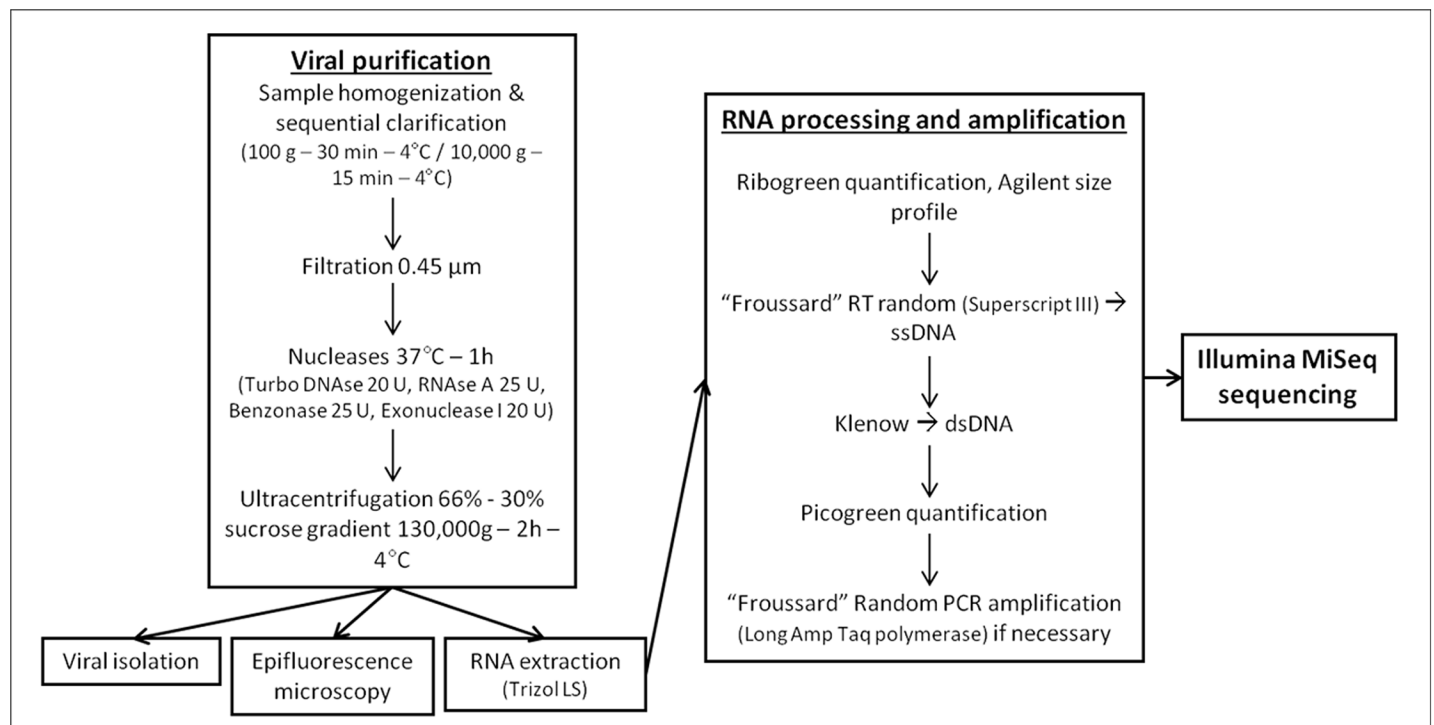 Viral purification
Sample homogenization &
sequential clarification
(100 g – 30 min – 4°C / 10,000 g –
15 min – 4°C)
Filtration 0.45 µm
Nucleases 37°C – 1h
(Turbo DNAse 20 U, RNAse A 25 U,
Benzonase 25 U, Exonuclease I 20 U)
Ultracentrifugation 66% - 30%
sucrose gradient 130,000g – 2h –
4°C
Viral isolation
Epifluorescence
microscopy
RNA extraction
(Trizol LS)
RNA processing and amplification
Ribogreen quantification, Agilent size
profile
“Froussard” RT random (Superscript III) →
ssDNA
Klenow → dsDNA
Picogreen quantification
“Froussard” Random PCR amplification
(Long Amp Taq polymerase) if necessary
Illumina MiSeq
sequencing